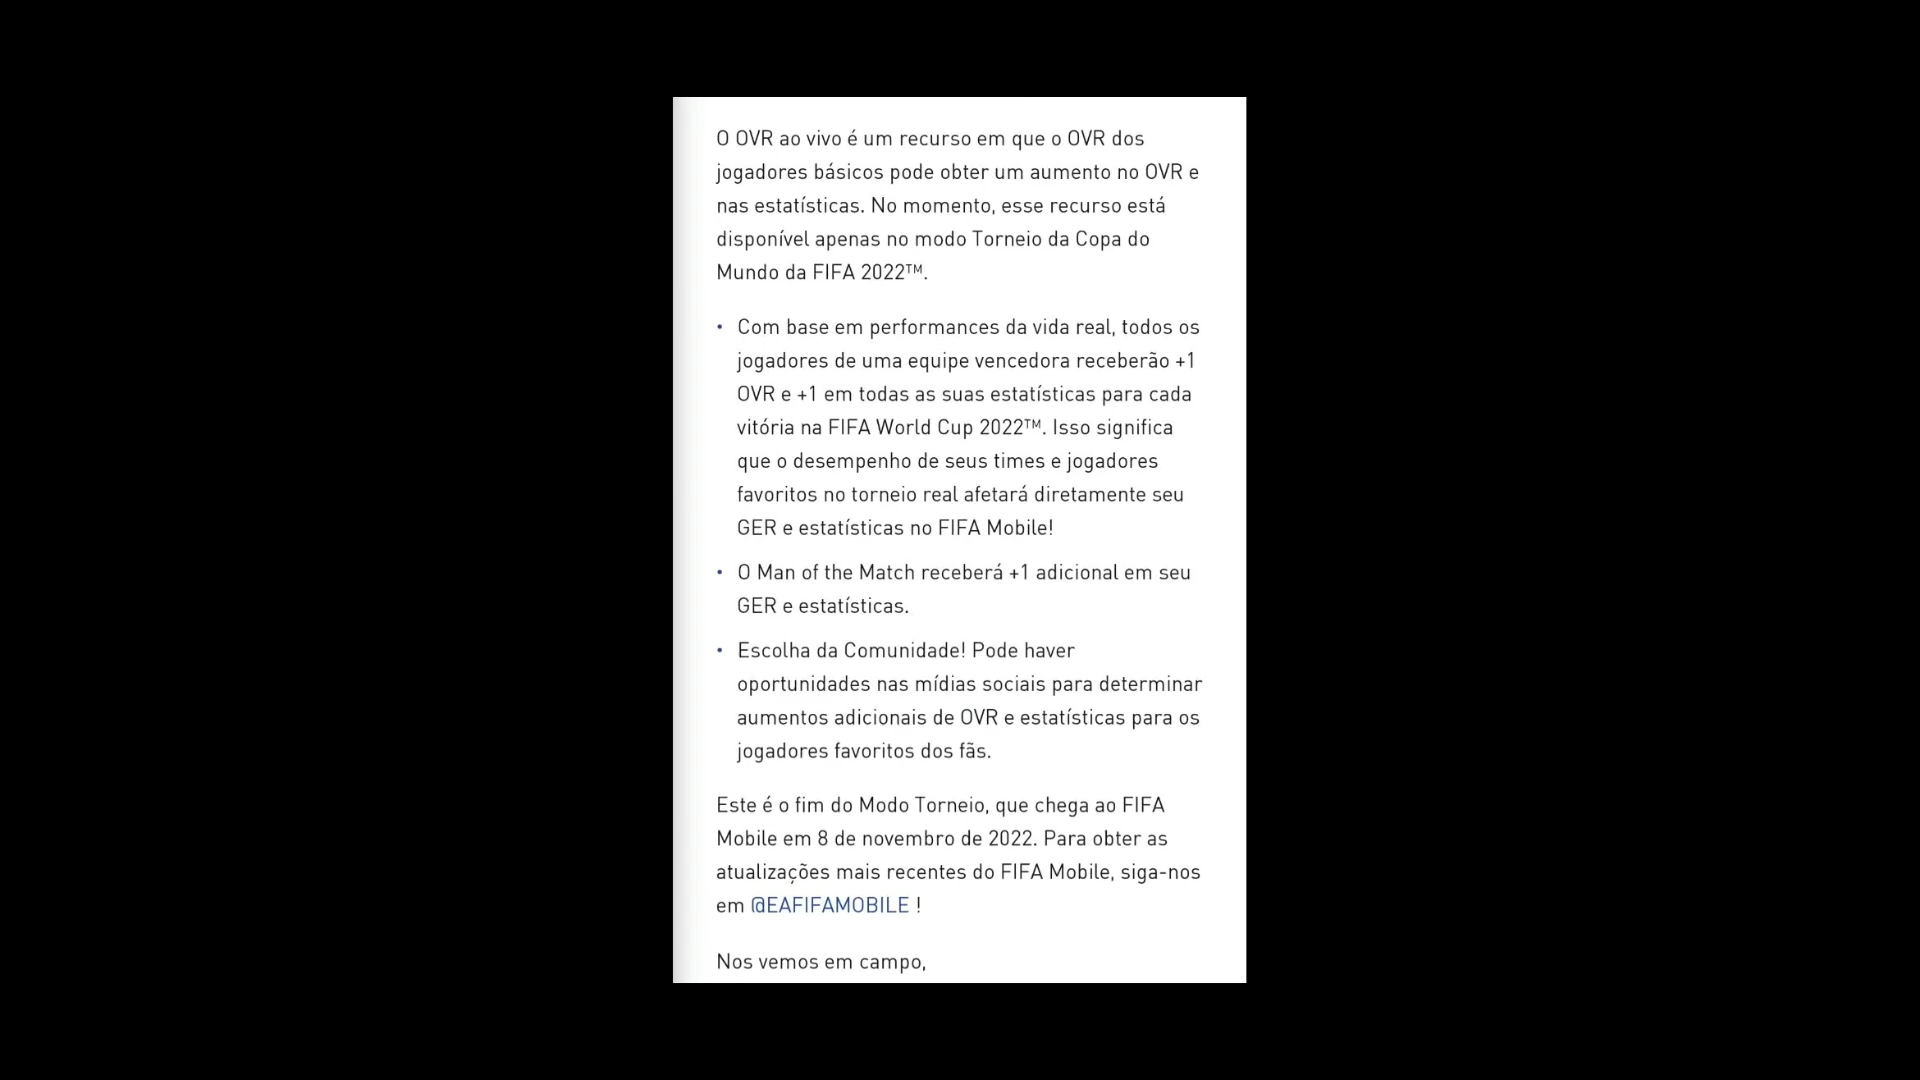 O OVR ao vivo é um recurso em que o OVR dos
jogadores básicos pode obter um aumento no OVR e
nas estatísticas. No momento, esse recurso está
disponível apenas no modo Torneio da Copa do
Mundo da FIFA 2022™.
• Com base em performances da vida real, todos os
jogadores de uma equipe vencedora receberão +1
OVR e +1 em todas as suas estatísticas para cada
vitória na FIFA World Cup 2022™. Isso significa
que o desempenho de seus times e jogadores
favoritos no torneio real afetará diretamente seu
GER e estatísticas no FIFA Mobile!
• O Man of the Match receberá +1 adicional em seu
GER e estatísticas.
• Escolha da Comunidade! Pode haver
oportunidades nas mídias sociais para determinar
aumentos adicionais de OVR e estatísticas para os
jogadores favoritos dos fãs.
Este é o fim do Modo Torneio, que chega ao FIFA
Mobile em 8 de novembro de 2022. Para obter as
atualizações mais recentes do FIFA Mobile, siga-nos
em @EAFIFAMOBILE !
Nos vemos em campo,